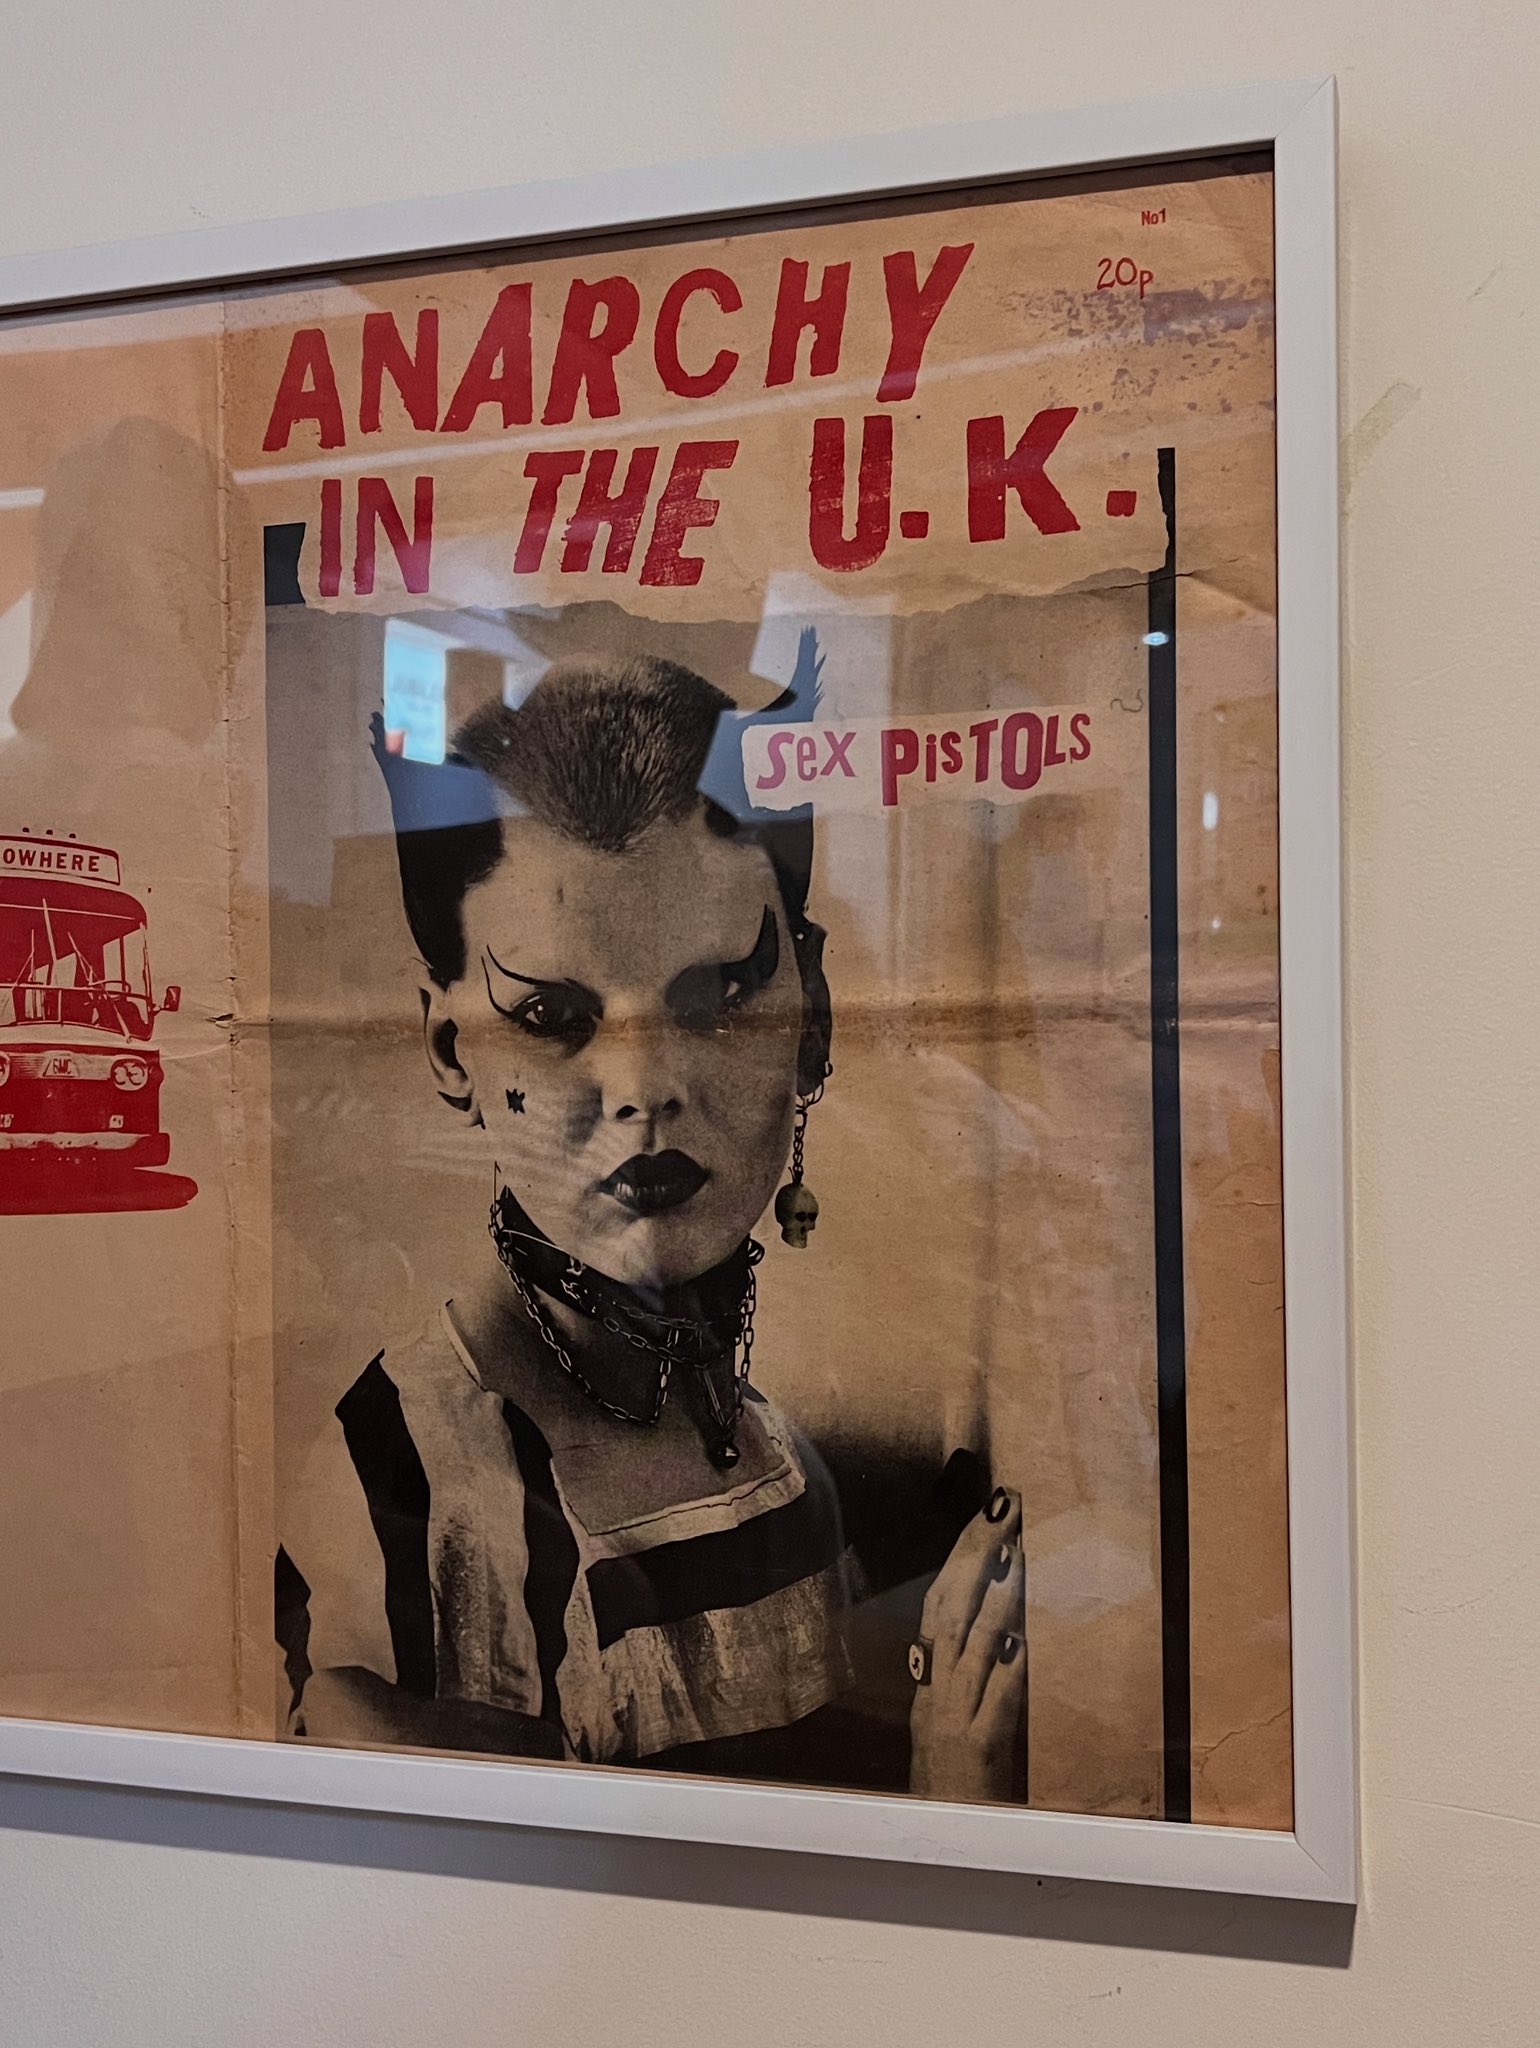 No1
20p
ANARCHY
IN THE U.K.
sex pistols
OWHERE
GMC